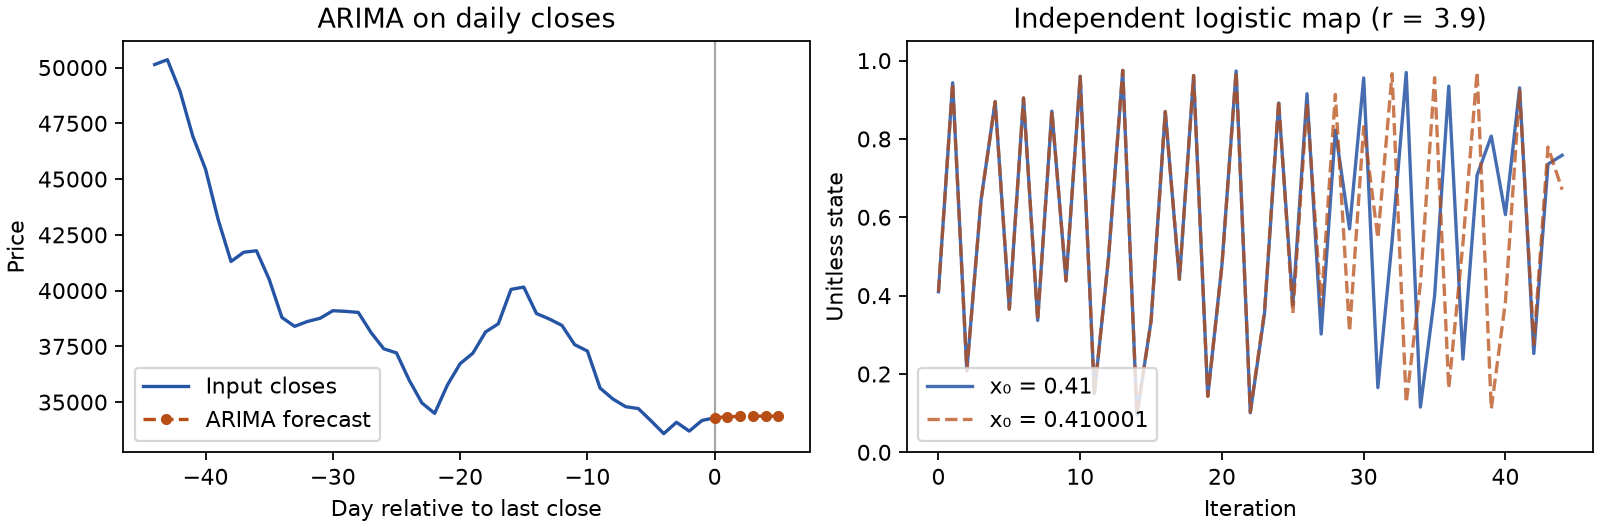 ARIMA on daily closes
50000
47500
45000
42500
40000
37500
35000
Price
Input closes
ARIMA forecast
−40
−30
−20
−10
0
Day relative to last close
Independent logistic map (r = 3.9)
1.0
0.8
0.6
0.4
0.2
0.0
Unitless state
x₀ = 0.41
x₀ = 0.410001
0
10
20
30
40
Iteration